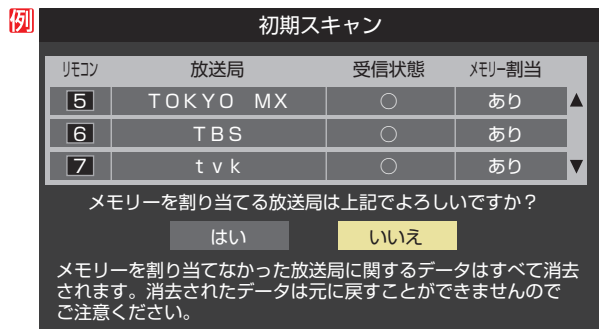 例
初期スキャン
リモコン 放送局 受信状態 メモリー割当
5 TOKYO MX ○ あり ▲
6 TBS ○ あり
7 tvk ○ あり ▼
メモリーを割り当てる放送局は上記でよろしいですか？
はい いいえ
メモリーを割り当てなかった放送局に関するデータはすべて消去
されます。消去されたデータは元に戻すことができませんので
ご注意ください。